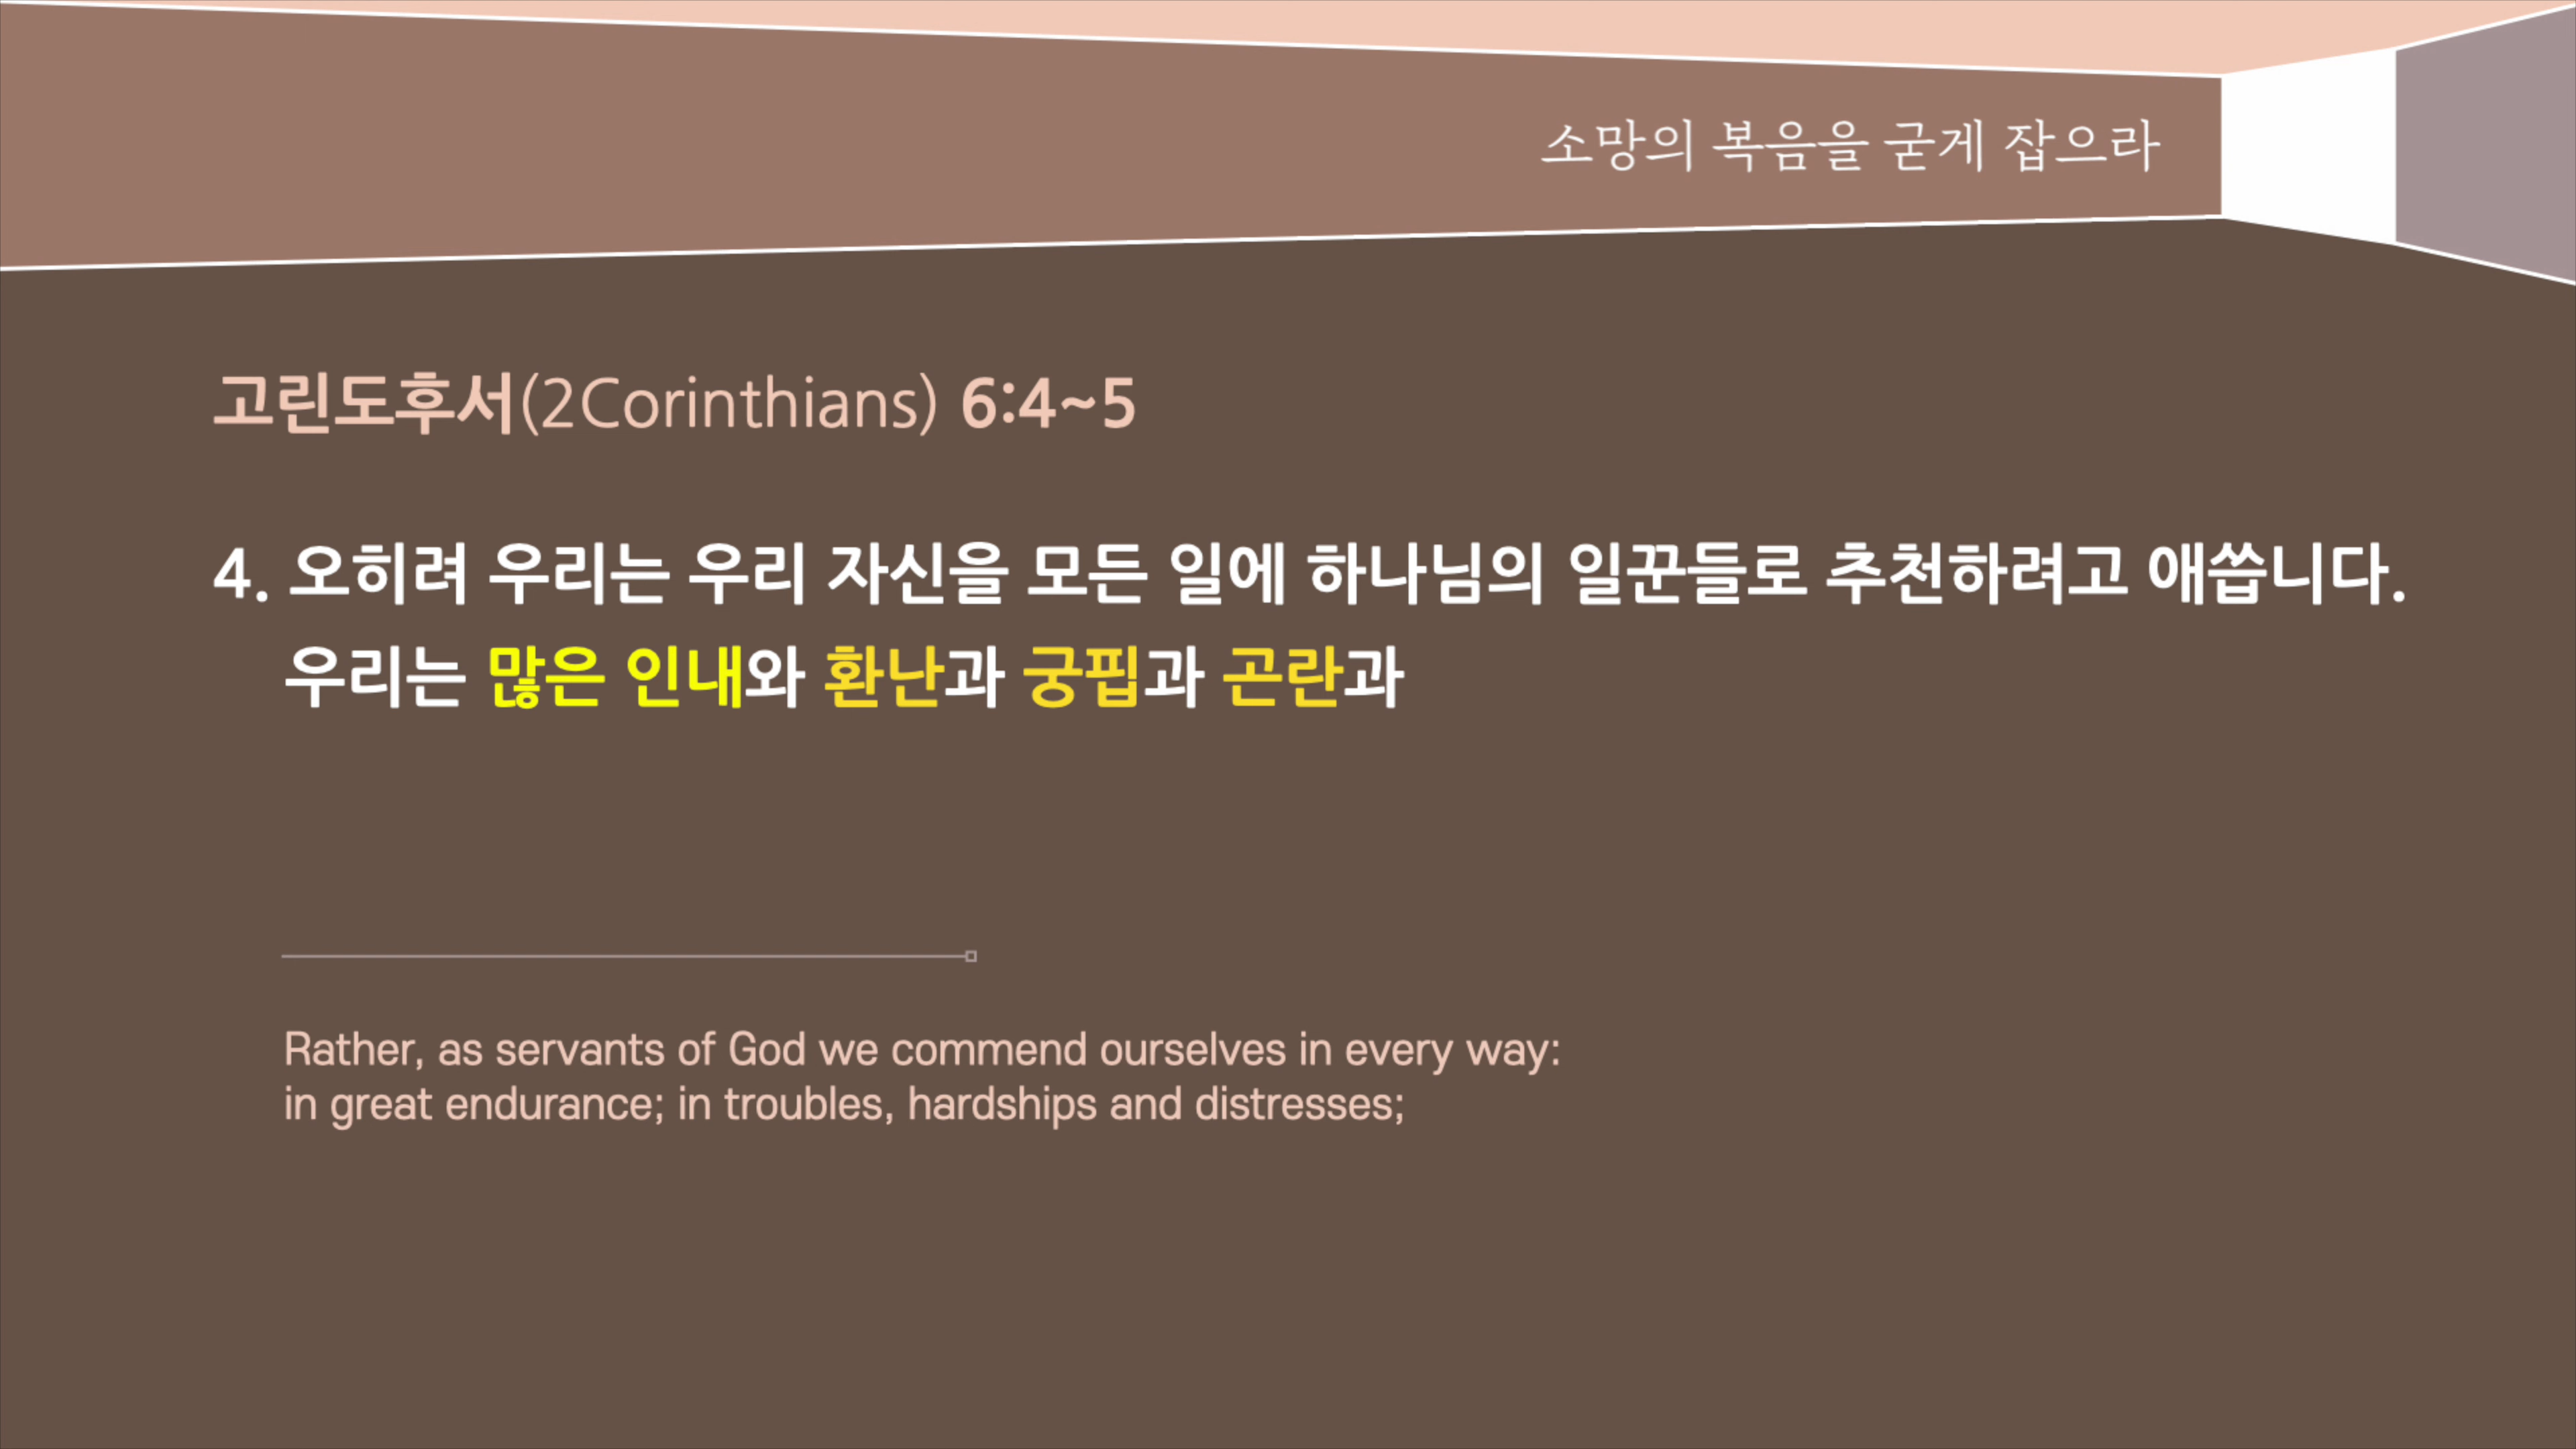 소망의 복음을 굳게 잡으라
고린도후서(2Corinthians) 6:4~5
4. 오히려 우리는 우리 자신을 모든 일에 하나님의 일꾼들로 추천하려고 애씁니다.
우리는 많은 인내와 환난과 궁핍과 곤란과
Rather, as servants of God we commend ourselves in every way:
in great endurance; in troubles, hardships and distresses;